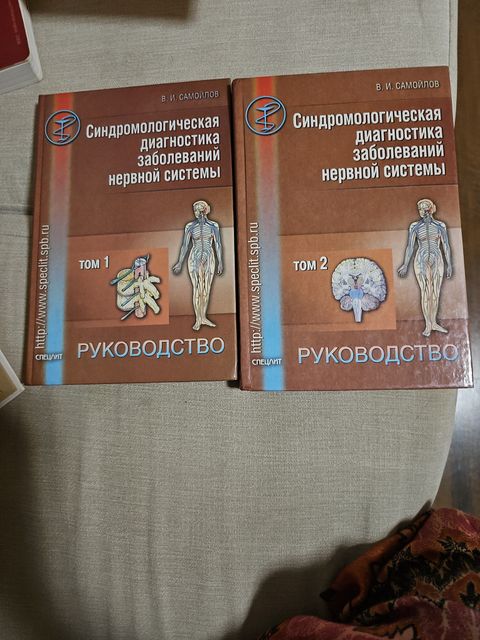 В. И. САМОЙЛОВ
Синдромологическая
диагностика
заболеваний
нервной системы
ТОМ 1
http://www.speclit.spb.ru
СПЕЦЛИТ
РУКОВОДСТВО
В. И. САМОЙЛОВ
Синдромологическая
диагностика
заболеваний
нервной системы
ТОМ 2
http://www.speclit.spb.ru
СПЕЦЛИТ
РУКОВОДСТВО